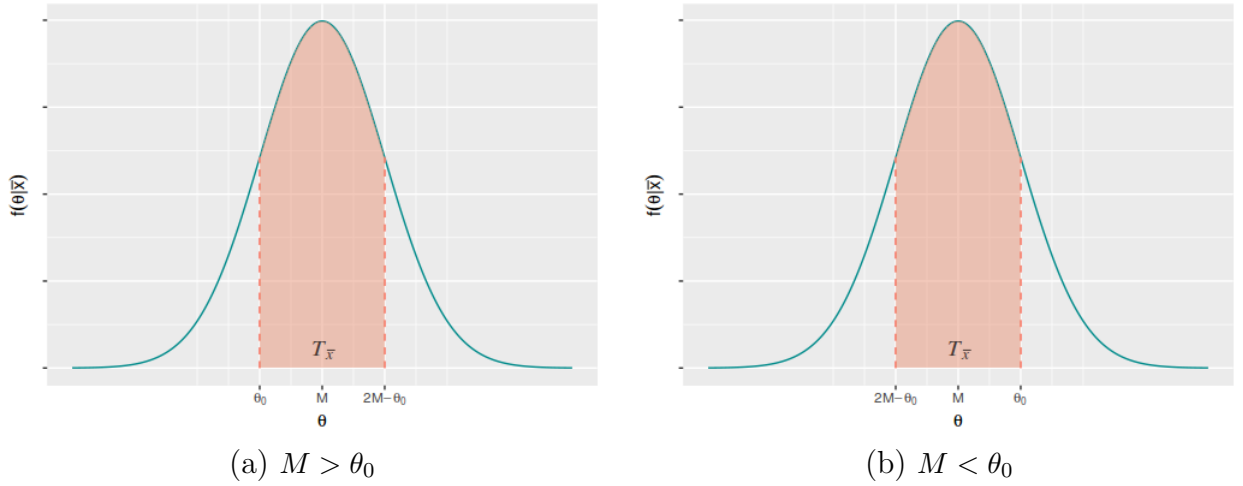 f(θ|x̄)
T_x̄
θ₀ M 2M−θ₀
θ
(a) M > θ₀
f(θ|x̄)
T_x̄
2M−θ₀ M θ₀
θ
(b) M < θ₀